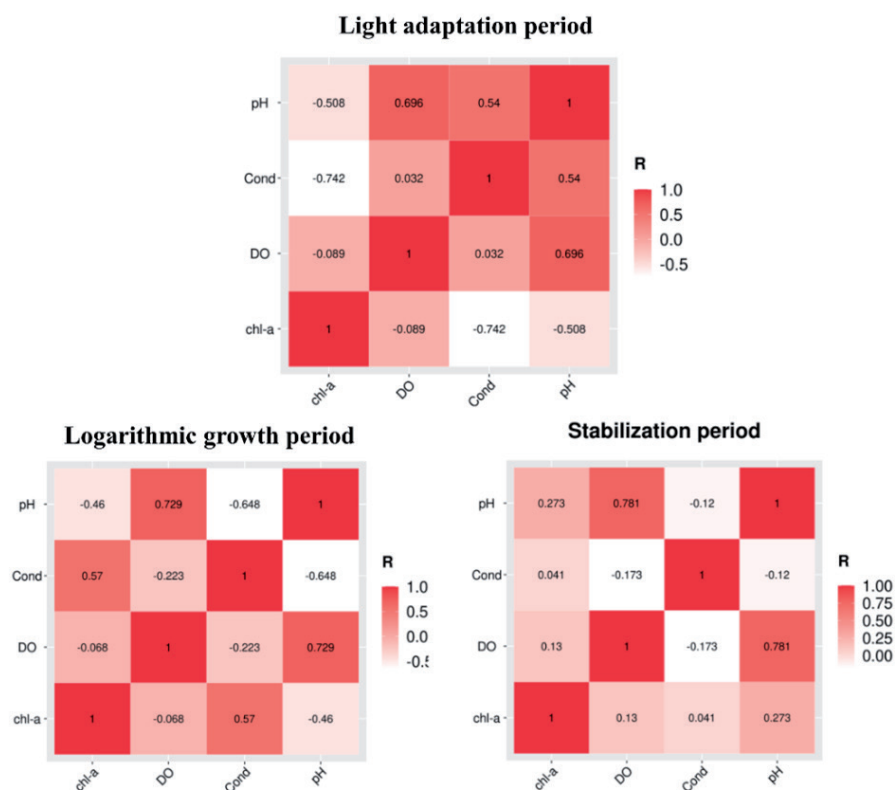 Light adaptation period
pH -0.508 0.696 0.54 1
Cond -0.742 0.032 1 0.54
DO -0.089 1 0.032 0.696
chl-a 1 -0.089 -0.742 -0.508
chl-a DO Cond pH
R
1.0
0.5
0.0
-0.5
Logarithmic growth period
pH -0.46 0.729 -0.648 1
Cond 0.57 -0.223 1 -0.648
DO -0.068 1 -0.223 0.729
chl-a 1 -0.068 0.57 -0.46
chl-a DO Cond pH
R
1.0
0.5
0.0
Stabilization period
pH 0.273 0.781 -0.12 1
Cond 0.041 -0.173 1 -0.12
DO 0.13 1 -0.173 0.781
chl-a 1 0.13 0.041 0.273
chl-a DO Cond pH
R
1.00
0.75
0.50
0.25
0.00